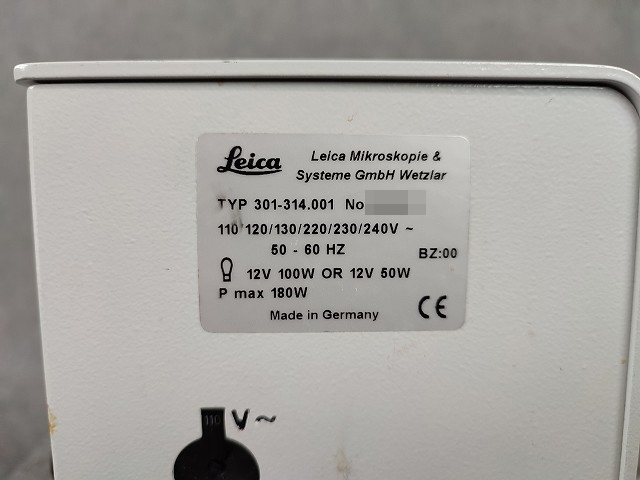 Leica
Leica Mikroskopie &
Systeme GmbH Wetzlar
TYP 301-314.001 No
110/120/130/220/230/240V ~
50 - 60 HZ
BZ:00
12V 100W OR 12V 50W
P max 180W
Made in Germany
CE
110 V ~